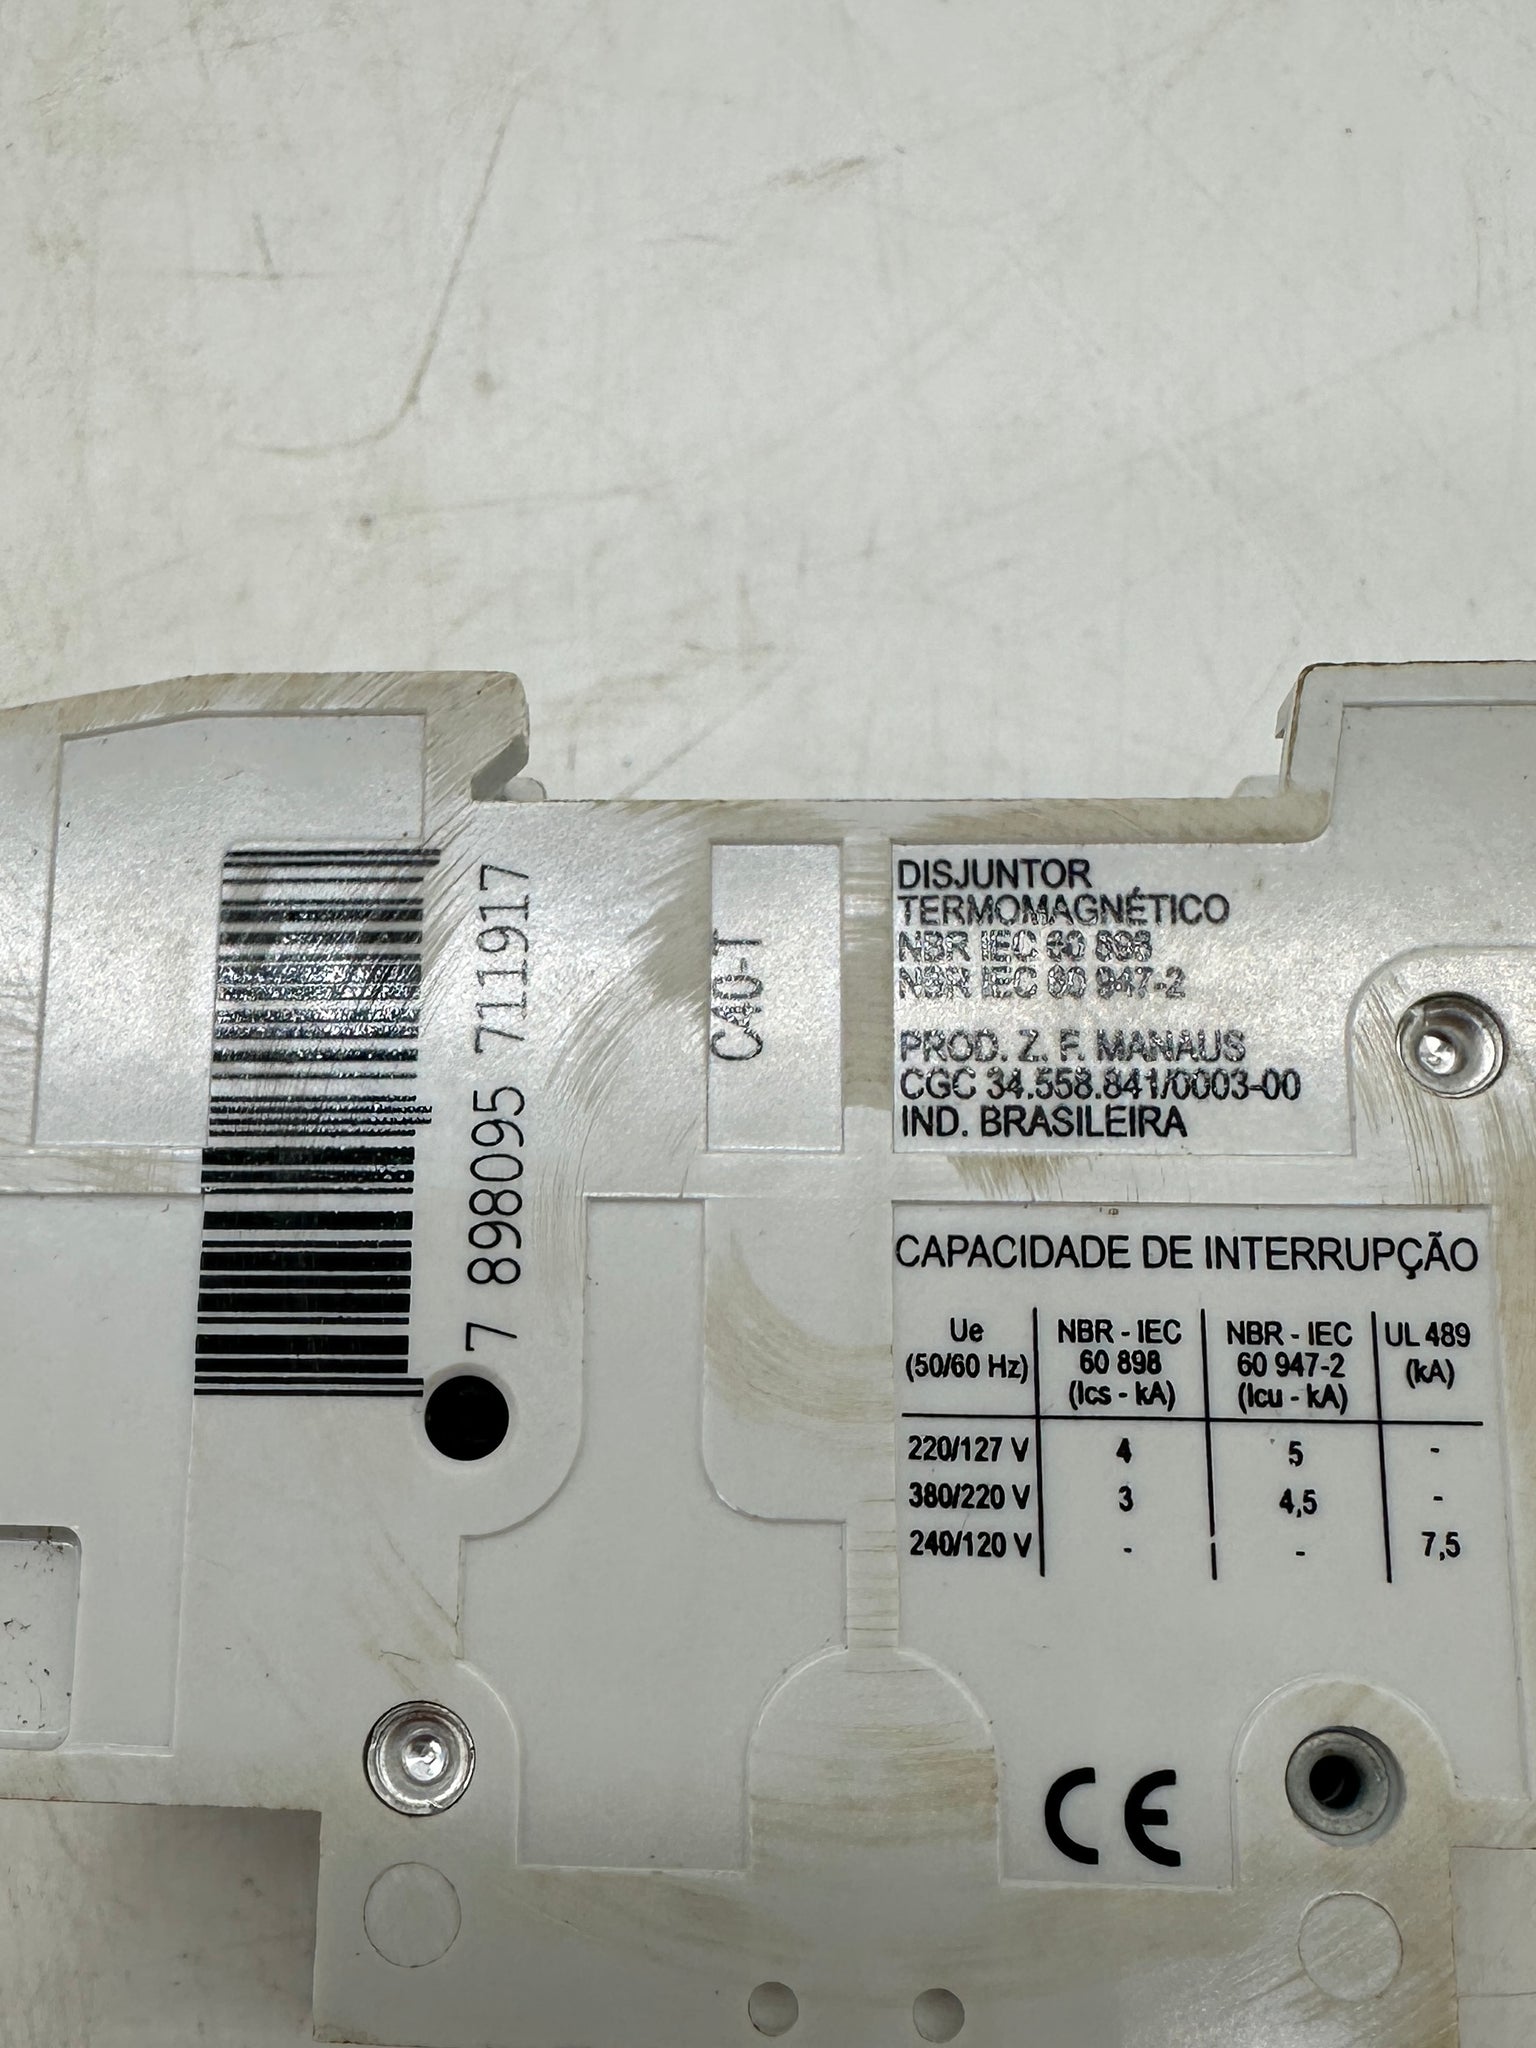 7 898095 711917
C40-T
DISJUNTOR
TERMOMAGNÉTICO
NBR IEC 60 898
NBR IEC 60 947-2
PROD. Z. F. MANAUS
CGC 34.558.841/0003-00
IND. BRASILEIRA
CAPACIDADE DE INTERRUPÇÃO
Ue (50/60 Hz) NBR - IEC 60 898 (Ics - kA) NBR - IEC 60 947-2 (Icu - kA) UL 489 (kA)
220/127 V 4 5 -
380/220 V 3 4,5 -
240/120 V - - 7,5
CE